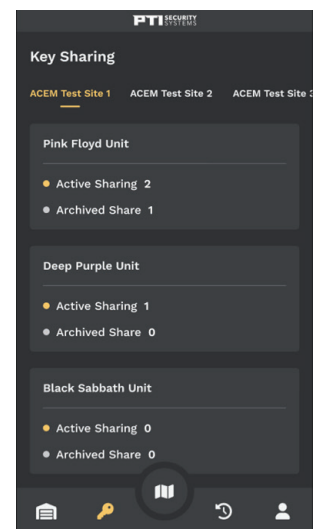 PTI SECURITY SYSTEMS
Key Sharing
ACEM Test Site 1 ACEM Test Site 2 ACEM Test Site
Pink Floyd Unit
Active Sharing 2
Archived Share 1
Deep Purple Unit
Active Sharing 1
Archived Share 0
Black Sabbath Unit
Active Sharing 0
Archived Share 0